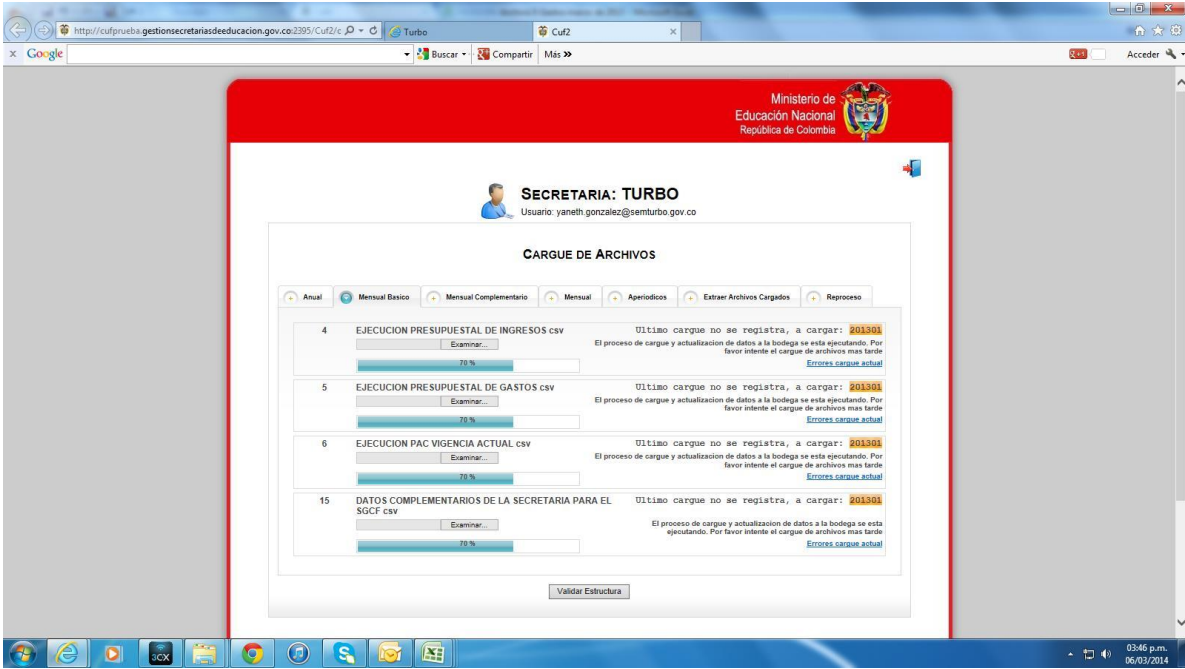 http://cufprueba.gestionsecretariasdeeducacion.gov.co:2395/Cuf2/c
Turbo
Cuf2
x Google
Buscar
Compartir
Más »
Acceder
Ministerio de
Educación Nacional
República de Colombia
SECRETARIA: TURBO
Usuario: yaneth.gonzalez@semturbo.gov.co
CARGUE DE ARCHIVOS
Anual Mensual Basico Mensual Complementario Mensual Aperiodicos Extraer Archivos Cargados Reproceso
4 EJECUCION PRESUPUESTAL DE INGRESOS csv Ultimo cargue no se registra, a cargar: 201301
Examinar... El proceso de cargue y actualizacion de datos a la bodega se esta ejecutando. Por
favor intente el cargue de archivos mas tarde
70 % Errores cargue actual
5 EJECUCION PRESUPUESTAL DE GASTOS csv Ultimo cargue no se registra, a cargar: 201301
Examinar... El proceso de cargue y actualizacion de datos a la bodega se esta ejecutando. Por
favor intente el cargue de archivos mas tarde
70 % Errores cargue actual
6 EJECUCION PAC VIGENCIA ACTUAL csv Ultimo cargue no se registra, a cargar: 201301
Examinar... El proceso de cargue y actualizacion de datos a la bodega se esta ejecutando. Por
favor intente el cargue de archivos mas tarde
70 % Errores cargue actual
15 DATOS COMPLEMENTARIOS DE LA SECRETARIA PARA EL Ultimo cargue no se registra, a cargar: 201301
SGCF csv
Examinar... El proceso de cargue y actualizacion de datos a la bodega se esta
ejecutando. Por favor intente el cargue de archivos mas tarde
70 % Errores cargue actual
Validar Estructura
3CX
03:46 p.m.
06/03/2014